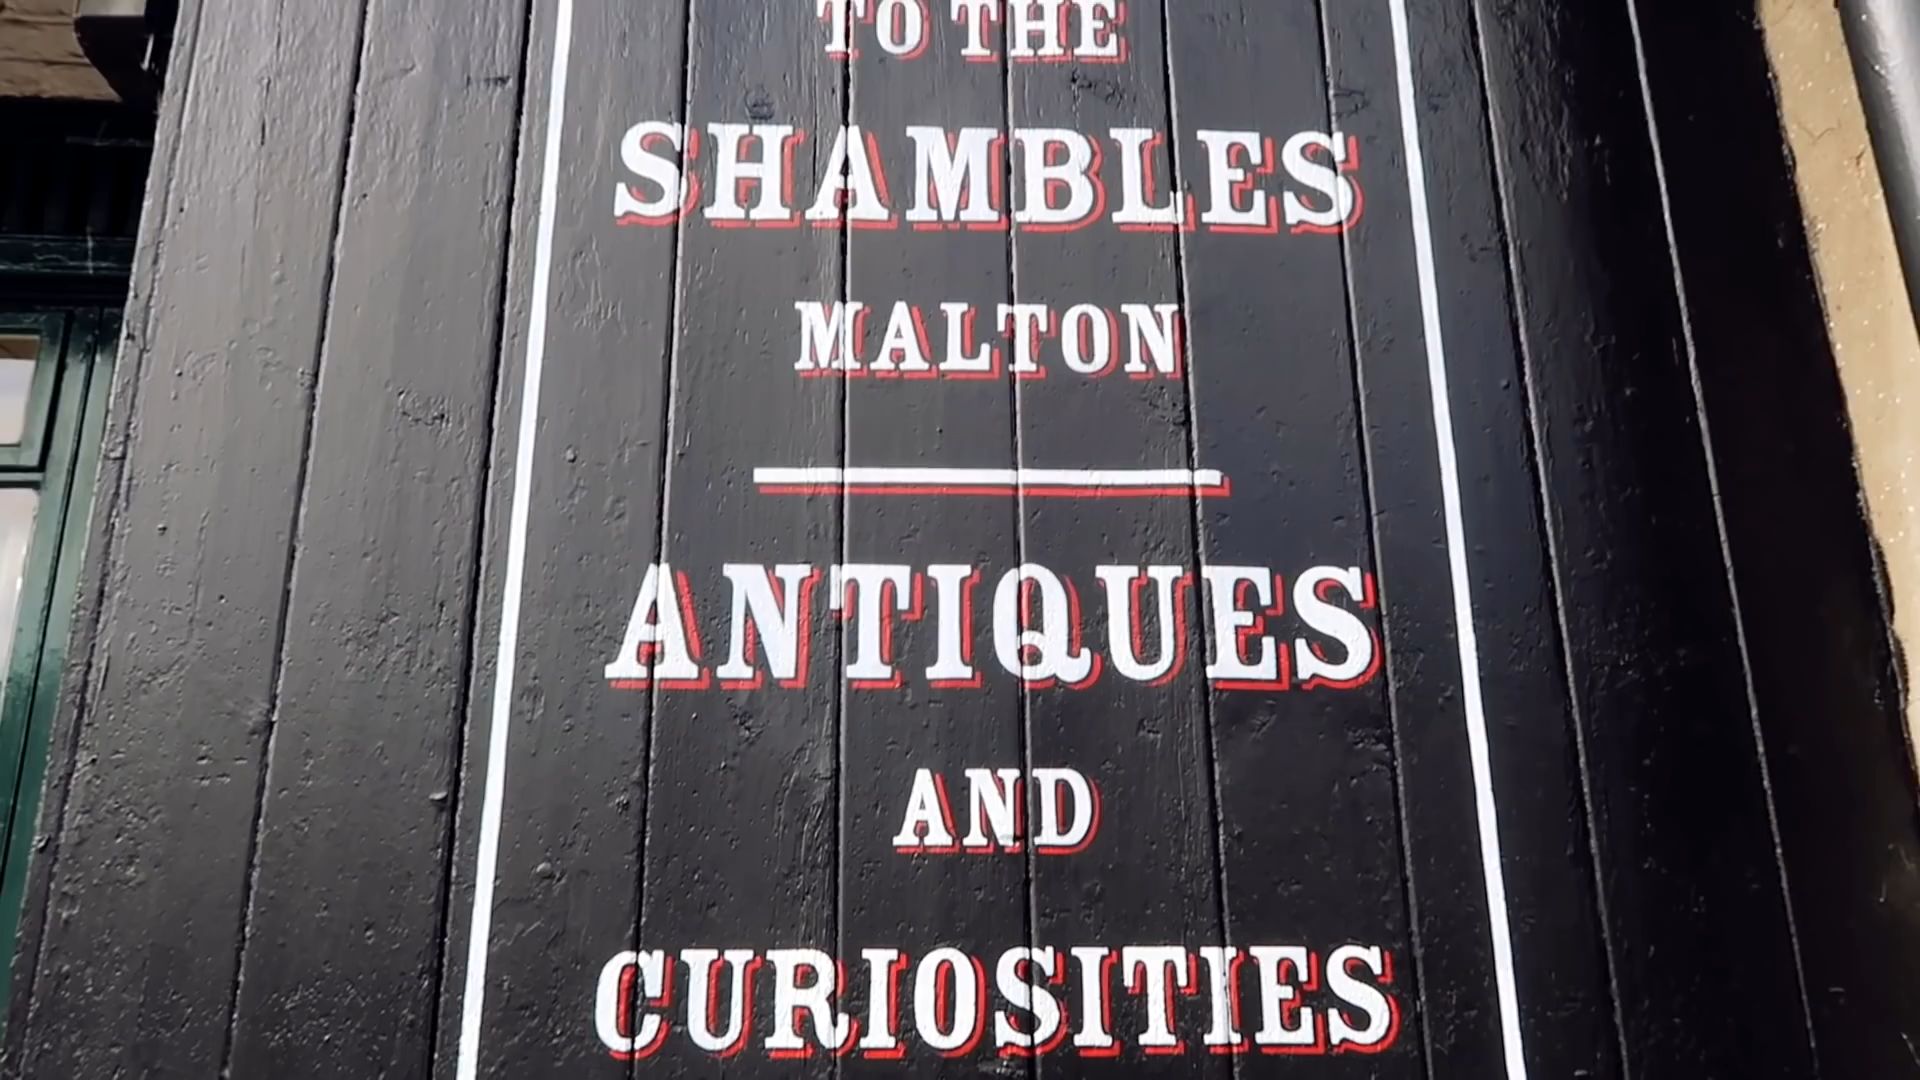 TO THE
SHAMBLES
MALTON
ANTIQUES
AND
CURIOSITIES